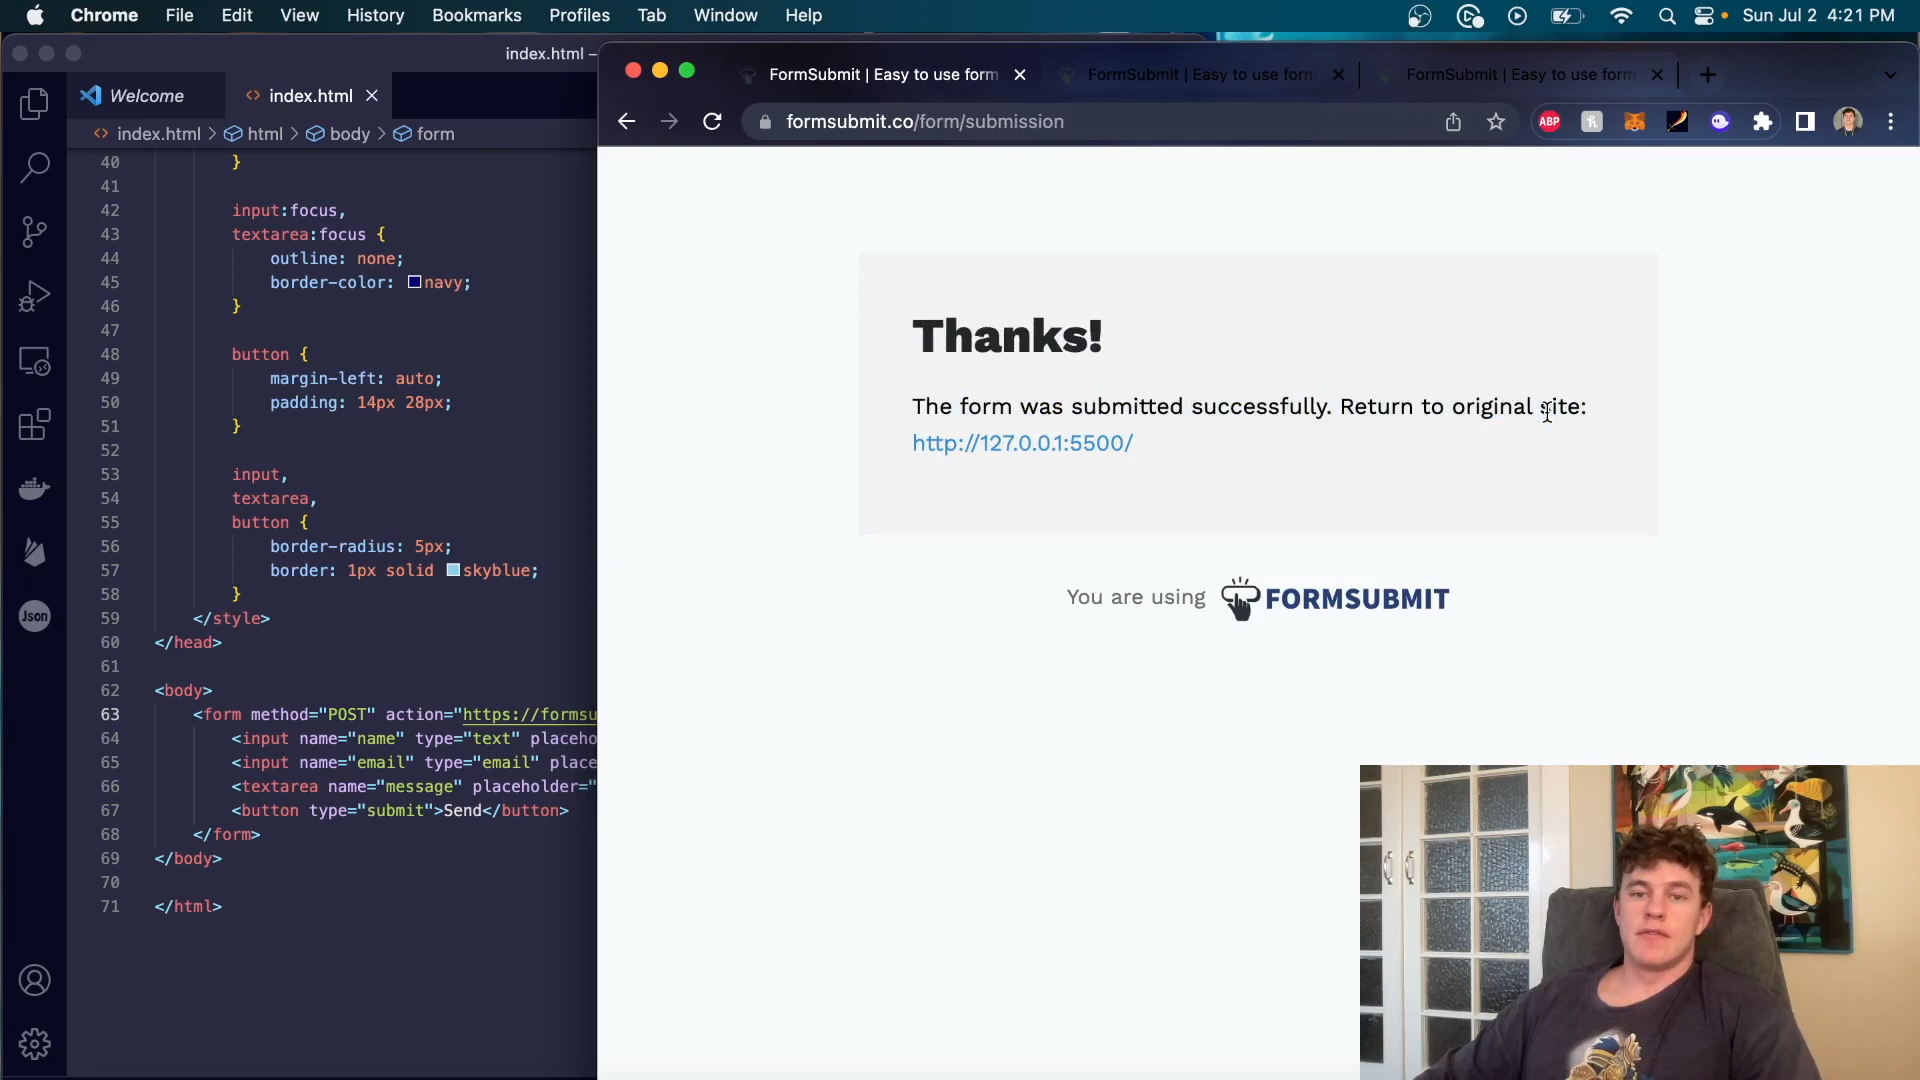 Chrome File Edit View History Bookmarks Profiles Tab Window Help
Sun Jul 2 4:21 PM
index.html –
Welcome
index.html
index.html > html > body > form
40 }
41
42 input:focus,
43 textarea:focus {
44 outline: none;
45 border-color: navy;
46 }
47
48 button {
49 margin-left: auto;
50 padding: 14px 28px;
51 }
52
53 input,
54 textarea,
55 button {
56 border-radius: 5px;
57 border: 1px solid skyblue;
58 }
59 </style>
60 </head>
61
62 <body>
63 <form method="POST" action="https://formsu
64 <input name="name" type="text" placeho
65 <input name="email" type="email" place
66 <textarea name="message" placeholder="
67 <button type="submit">Send</button>
68 </form>
69 </body>
70
71 </html>
Json
FormSubmit | Easy to use form
FormSubmit | Easy to use form
FormSubmit | Easy to use form
formsubmit.co/form/submission
ABP
Thanks!
The form was submitted successfully. Return to original site:
http://127.0.0.1:5500/
You are using FORMSUBMIT